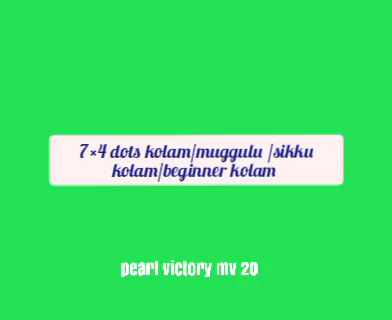 7×4 dots kolam/muggulu /sikku
kolam/beginner kolam
pearl victory mv 20